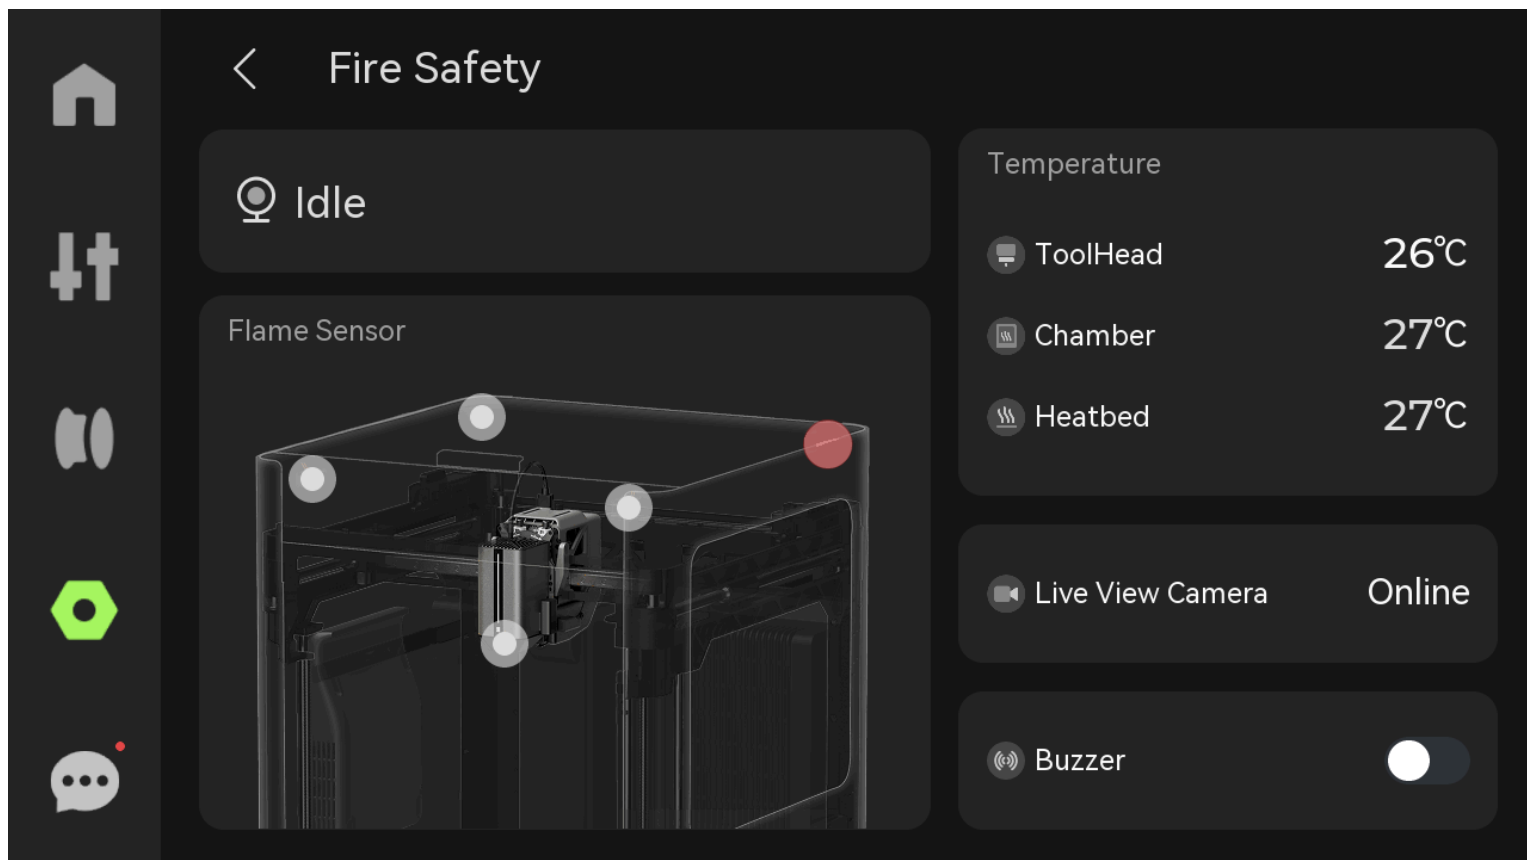 Fire Safety
Idle
Flame Sensor
Temperature
ToolHead 26℃
Chamber 27℃
Heatbed 27℃
Live View Camera Online
Buzzer